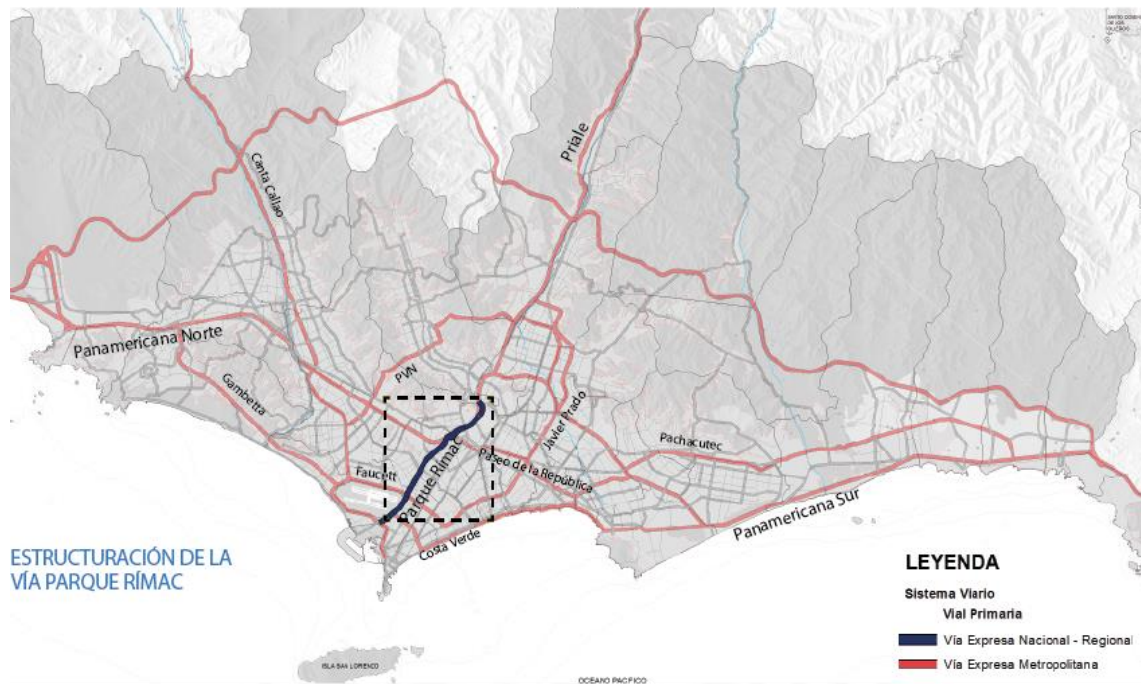 Canta Callao
Priale
Panamericana Norte
Gambetta
PVN
Javier Prado
Pachacutec
Paseo de la República
Faucett
Parque Rímac
Costa Verde
Panamericana Sur
ESTRUCTURACIÓN DE LA
VÍA PARQUE RÍMAC
LEYENDA
Sistema Viario
Vial Primaria
Vía Expresa Nacional - Regional
Vía Expresa Metropolitana
ISLA SAN LORENZO
OCEANO PACFICO